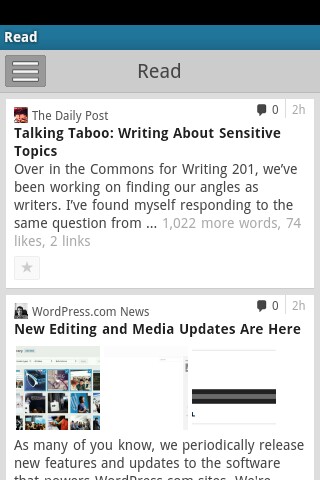 Read
Read
The Daily Post
0
2h
Talking Taboo: Writing About Sensitive
Topics
Over in the Commons for Writing 201, we've
been working on finding our angles as
writers. I've found myself responding to the
same question from ... 1,022 more words, 74
likes, 2 links
WordPress.com News
0
2h
New Editing and Media Updates Are Here
As many of you know, we periodically release
new features and updates to the software
that powers WordPress.com sites. We're